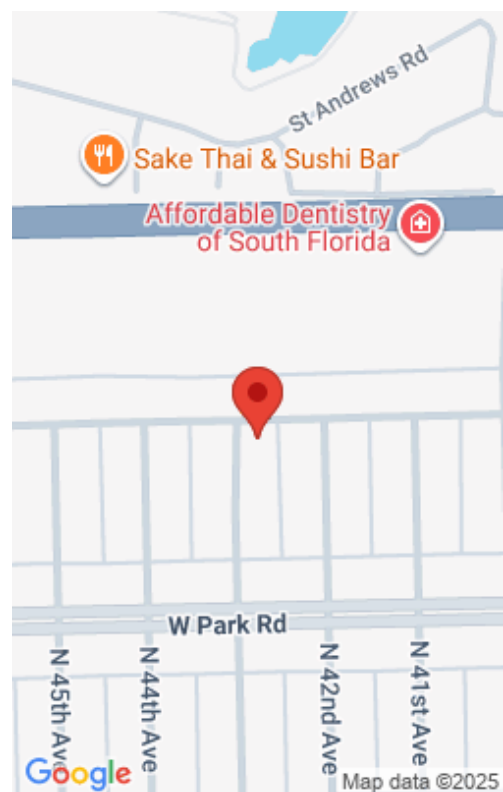 St Andrews Rd
Sake Thai & Sushi Bar
Affordable Dentistry
of South Florida
W Park Rd
N 45th Ave
N 44th Ave
N 42nd Ave
N 41st Ave
Google
Map data ©2025